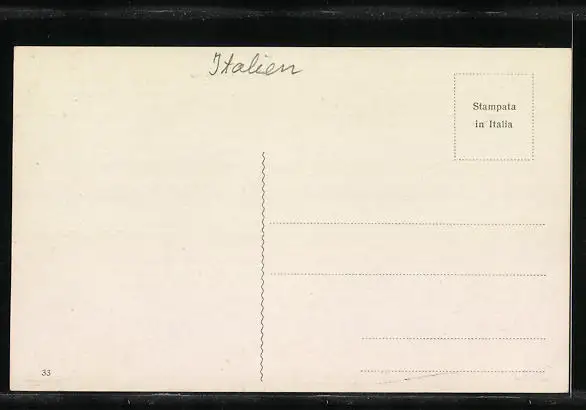 Italien
Stampata
in Italia
33